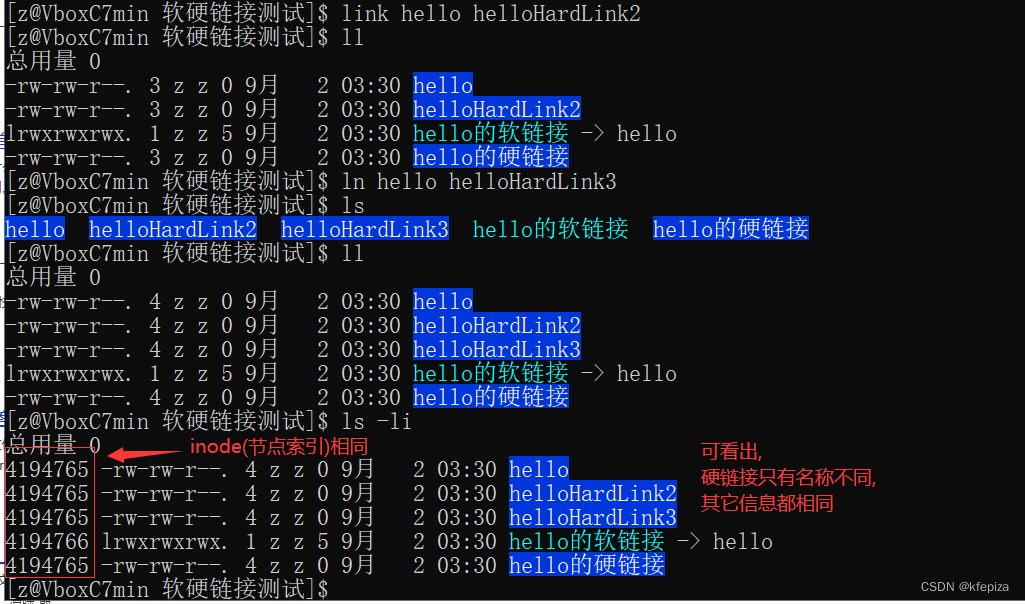 [z@VboxC7min 软硬链接测试]$ link hello helloHardLink2
[z@VboxC7min 软硬链接测试]$ ll
总用量 0
-rw-rw-r--. 3 z z 0 9月   2 03:30 hello
-rw-rw-r--. 3 z z 0 9月   2 03:30 helloHardLink2
lrwxrwxrwx. 1 z z 5 9月   2 03:30 hello的软链接 -> hello
-rw-rw-r--. 3 z z 0 9月   2 03:30 hello的硬链接
[z@VboxC7min 软硬链接测试]$ ln hello helloHardLink3
[z@VboxC7min 软硬链接测试]$ ls
hello  helloHardLink2  helloHardLink3  hello的软链接  hello的硬链接
[z@VboxC7min 软硬链接测试]$ ll
总用量 0
-rw-rw-r--. 4 z z 0 9月   2 03:30 hello
-rw-rw-r--. 4 z z 0 9月   2 03:30 helloHardLink2
-rw-rw-r--. 4 z z 0 9月   2 03:30 helloHardLink3
lrwxrwxrwx. 1 z z 5 9月   2 03:30 hello的软链接 -> hello
-rw-rw-r--. 4 z z 0 9月   2 03:30 hello的硬链接
[z@VboxC7min 软硬链接测试]$ ls -li
总用量 0
inode(节点索引)相同
4194765 -rw-rw-r--. 4 z z 0 9月   2 03:30 hello
4194765 -rw-rw-r--. 4 z z 0 9月   2 03:30 helloHardLink2
4194765 -rw-rw-r--. 4 z z 0 9月   2 03:30 helloHardLink3
4194766 lrwxrwxrwx. 1 z z 5 9月   2 03:30 hello的软链接 -> hello
4194765 -rw-rw-r--. 4 z z 0 9月   2 03:30 hello的硬链接
可看出,
硬链接只有名称不同,
其它信息都相同
[z@VboxC7min 软硬链接测试]$
CSDN @kfepiza